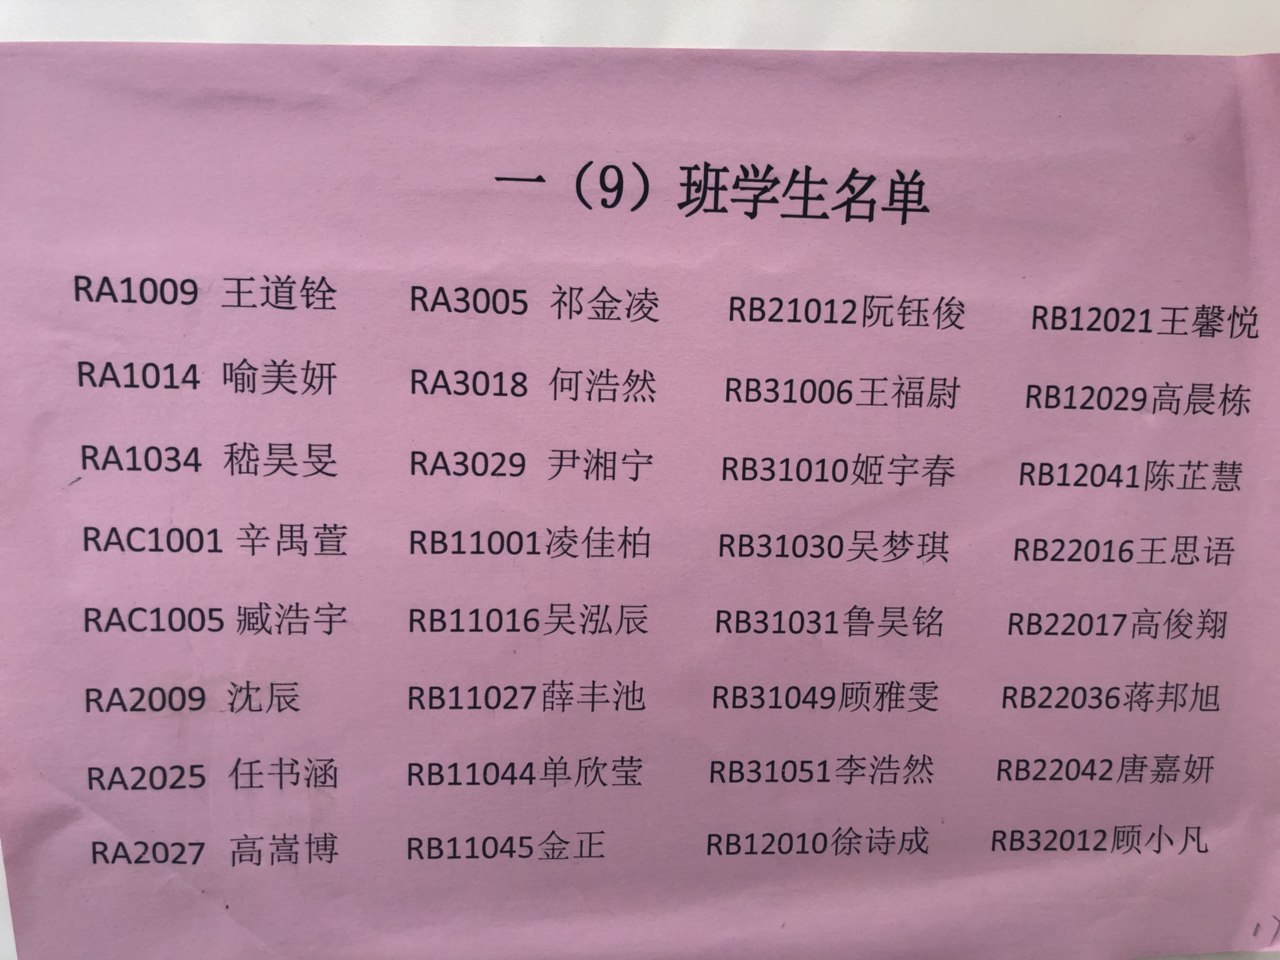 一（9）班学生名单
RA1009 王道铨 RA3005 祁金凌 RB21012阮钰俊 RB12021王馨悦
RA1014 喻美妍 RA3018 何浩然 RB31006王福尉 RB12029高晨栋
RA1034 嵇昊旻 RA3029 尹湘宁 RB31010姬宇春 RB12041陈芷慧
RAC1001 辛禺萱 RB11001凌佳柏 RB31030吴梦琪 RB22016王思语
RAC1005 臧浩宇 RB11016吴泓辰 RB31031鲁昊铭 RB22017高俊翔
RA2009 沈辰 RB11027薛丰池 RB31049顾雅雯 RB22036蒋邦旭
RA2025 任书涵 RB11044单欣莹 RB31051李浩然 RB22042唐嘉妍
RA2027 高嵩博 RB11045金正 RB12010徐诗成 RB32012顾小凡